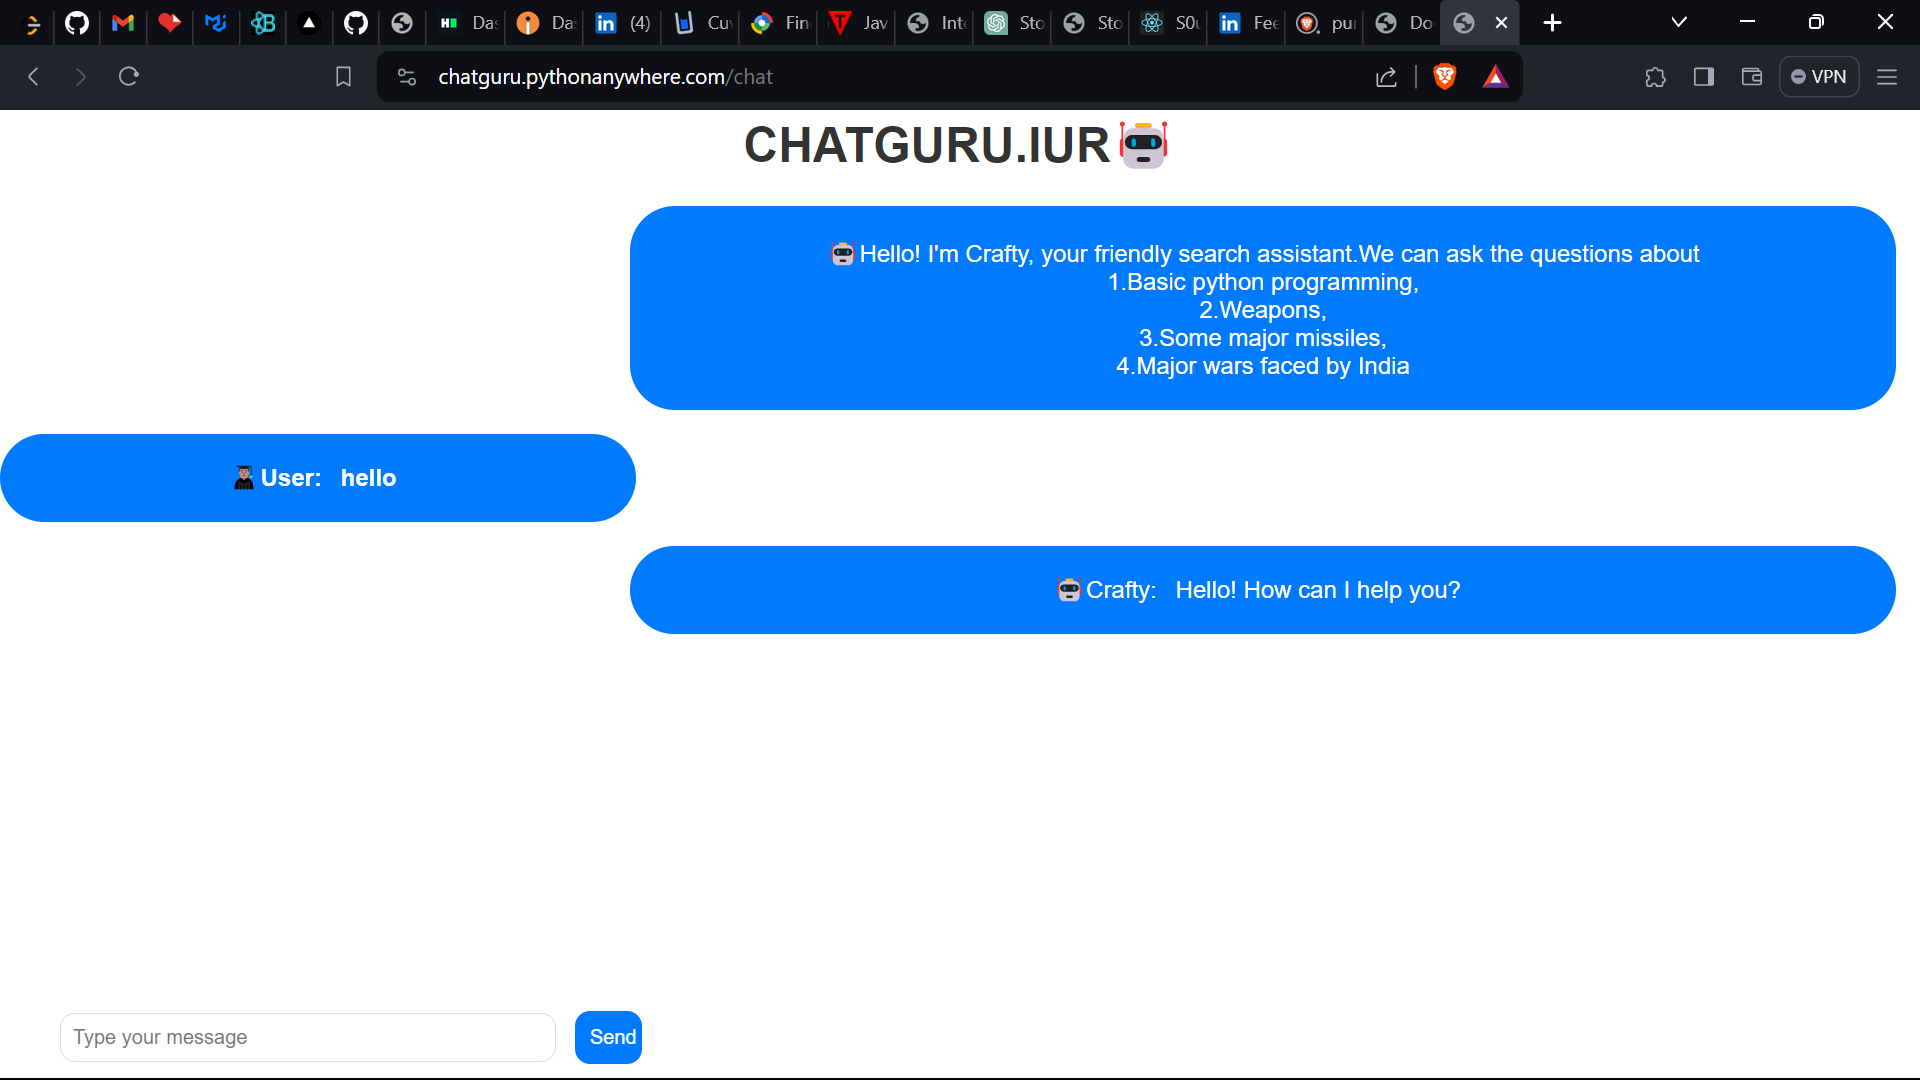 Das
Das
(4)
Cu
Fin
Jav
Inte
Sto
Sto
Fee
Do
chatguru.pythonanywhere.com/chat
VPN
CHATGURU.IUR
Hello! I'm Crafty, your friendly search assistant.We can ask the questions about
1.Basic python programming,
2.Weapons,
3.Some major missiles,
4.Major wars faced by India
User: hello
Crafty: Hello! How can I help you?
Type your message
Send